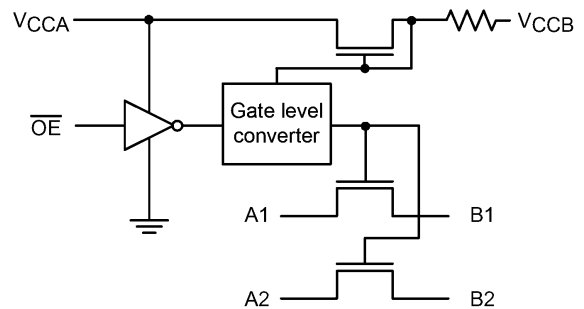 VCCA
VCCB
OE
Gate level
converter
A1
B1
A2
B2